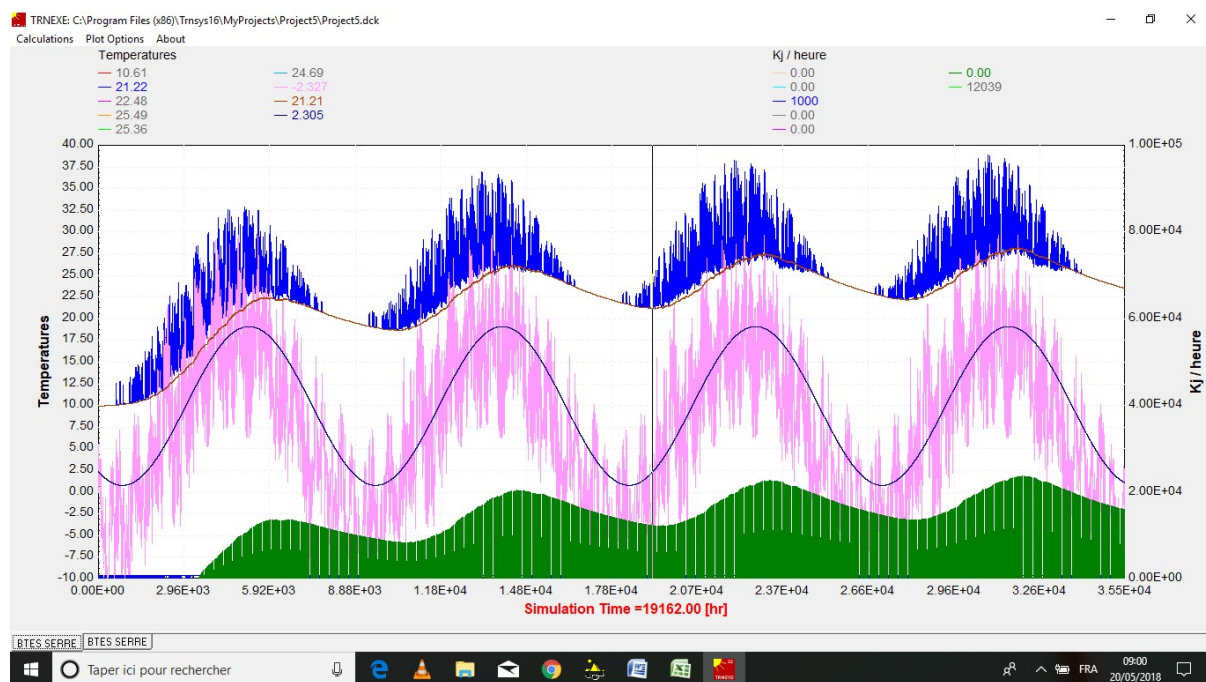 TRNEXE: C:\Program Files (x86)\Trnsys16\MyProjects\Project5\Project5.dck
Calculations Plot Options About
Temperatures Kj / heure
10.61 24.69 0.00 0.00
21.22 -2.327 0.00 12039
22.48 21.21 1000
25.49 2.305 0.00
25.36 0.00
40.00 1.00E+05
37.50
35.00
32.50
30.00 8.00E+04
27.50
25.00
22.50
20.00 6.00E+04
17.50
15.00
12.50
10.00 4.00E+04
7.50
5.00
2.50
0.00 2.00E+04
-2.50
-5.00
-7.50
-10.00 0.00E+00
Temperatures
Kj / heure
0.00E+00 2.96E+03 5.92E+03 8.88E+03 1.18E+04 1.48E+04 1.78E+04 2.07E+04 2.37E+04 2.66E+04 2.96E+04 3.26E+04 3.55E+04
Simulation Time =19162.00 [hr]
BTES SERRE BTES SERRE
Taper ici pour rechercher FRA 09:00
20/05/2018